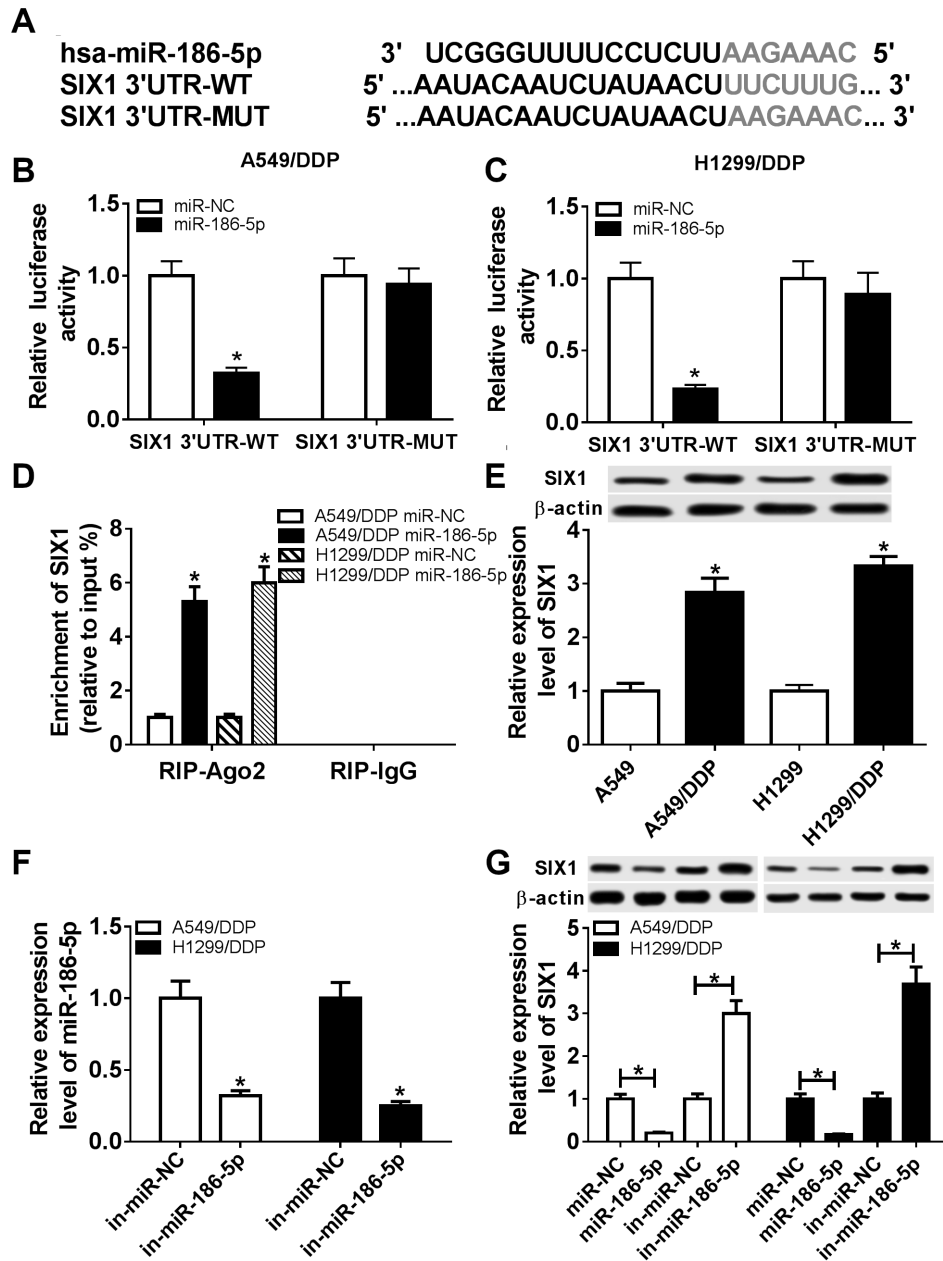 A
hsa-miR-186-5p 3' UCGGGUUUUCCUCUUAAGAAAC 5'
SIX1 3'UTR-WT 5' ...AAUACAAUCUAUAACUUUCUUUG... 3'
SIX1 3'UTR-MUT 5' ...AAUACAAUCUAUAACUAAGAAAC... 3'
B
A549/DDP
Relative luciferase
activity
1.5
1.0
0.5
0.0
miR-NC
miR-186-5p
*
SIX1 3'UTR-WT SIX1 3'UTR-MUT
C
H1299/DDP
Relative luciferase
activity
1.5
1.0
0.5
0.0
miR-NC
miR-186-5p
*
SIX1 3'UTR-WT SIX1 3'UTR-MUT
D
Enrichment of SIX1
(relative to input %)
8
6
4
2
0
A549/DDP miR-NC
A549/DDP miR-186-5p
H1299/DDP miR-NC
H1299/DDP miR-186-5p
* *
RIP-Ago2 RIP-IgG
E
SIX1
β-actin
Relative expression
level of SIX1
4
3
2
1
0
* *
A549 A549/DDP H1299 H1299/DDP
F
Relative expression
level of miR-186-5p
1.5
1.0
0.5
0.0
A549/DDP
H1299/DDP
* *
in-miR-NC in-miR-186-5p in-miR-NC in-miR-186-5p
G
SIX1
β-actin
Relative expression
level of SIX1
5
4
3
2
1
0
A549/DDP
H1299/DDP
* * * *
miR-NC miR-186-5p in-miR-NC in-miR-186-5p miR-NC miR-186-5p in-miR-NC in-miR-186-5p